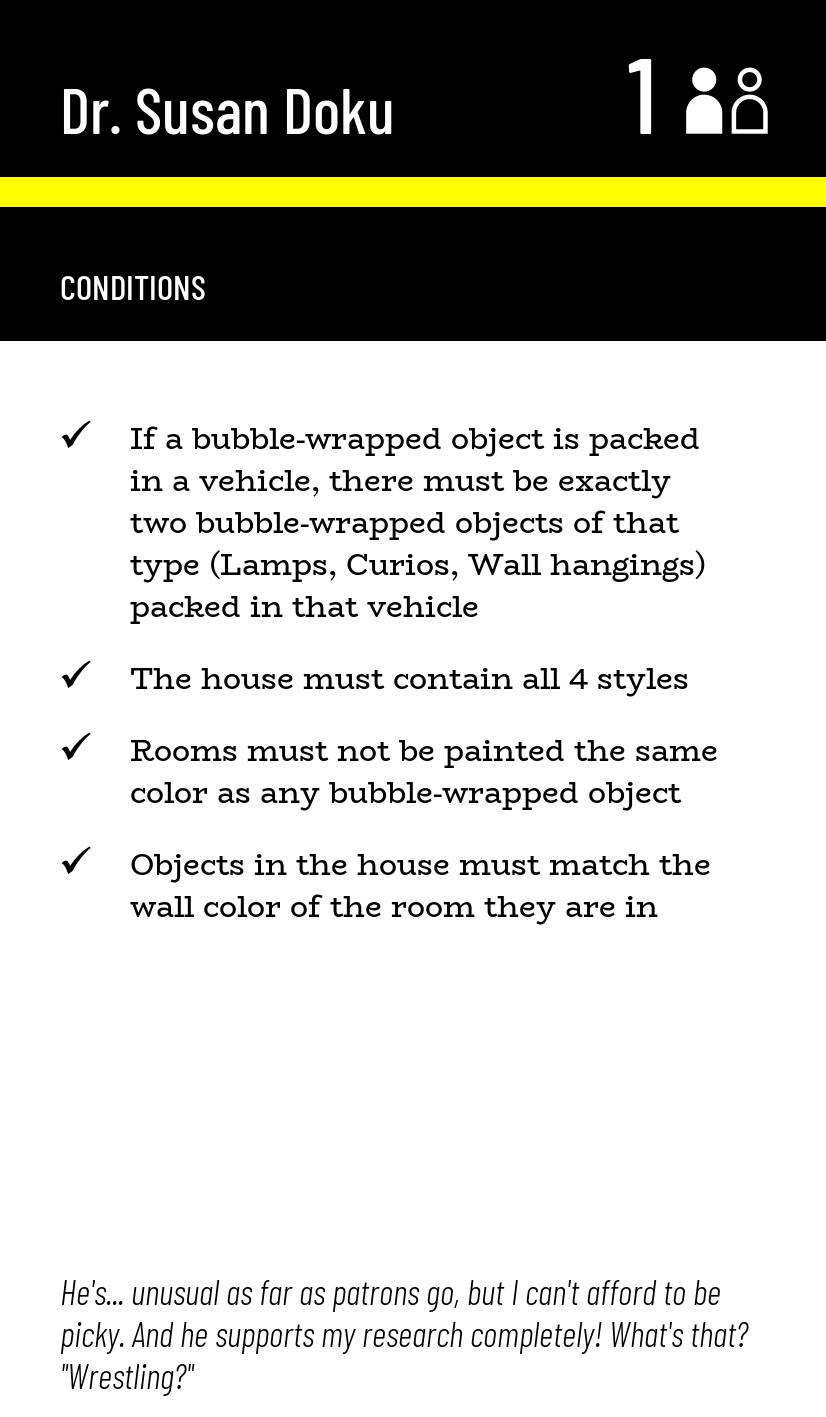 Dr. Susan Doku 1
CONDITIONS
✓ If a bubble-wrapped object is packed
in a vehicle, there must be exactly
two bubble-wrapped objects of that
type (Lamps, Curios, Wall hangings)
packed in that vehicle
✓ The house must contain all 4 styles
✓ Rooms must not be painted the same
color as any bubble-wrapped object
✓ Objects in the house must match the
wall color of the room they are in
He's... unusual as far as patrons go, but I can't afford to be
picky. And he supports my research completely! What's that?
"Wrestling?"